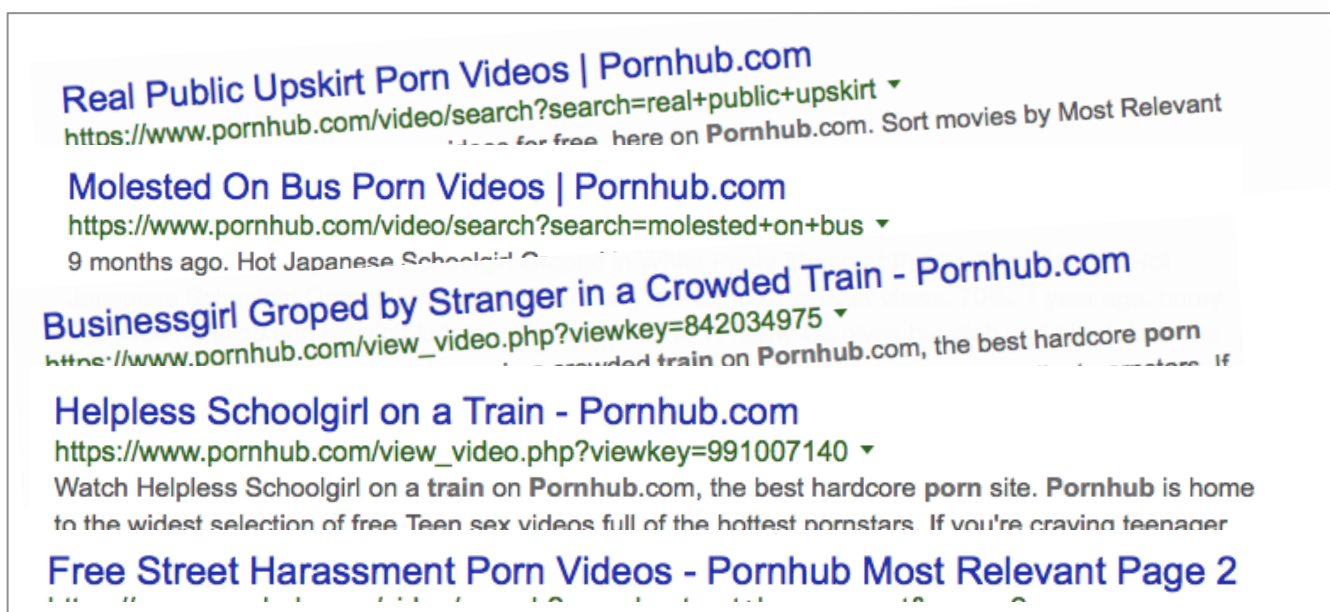 Real Public Upskirt Porn Videos | Pornhub.com
https://www.pornhub.com/video/search?search=real+public+upskirt
for free, here on Pornhub.com. Sort movies by Most Relevant
Molested On Bus Porn Videos | Pornhub.com
https://www.pornhub.com/video/search?search=molested+on+bus
9 months ago. Hot Japanese Schoolgirl
Businessgirl Groped by Stranger in a Crowded Train - Pornhub.com
https://www.pornhub.com/view_video.php?viewkey=842034975
crowded train on Pornhub.com, the best hardcore porn
If
Helpless Schoolgirl on a Train - Pornhub.com
https://www.pornhub.com/view_video.php?viewkey=991007140
Watch Helpless Schoolgirl on a train on Pornhub.com, the best hardcore porn site. Pornhub is home
to the widest selection of free Teen sex videos full of the hottest pornstars. If you're craving teenager
Free Street Harassment Porn Videos - Pornhub Most Relevant Page 2